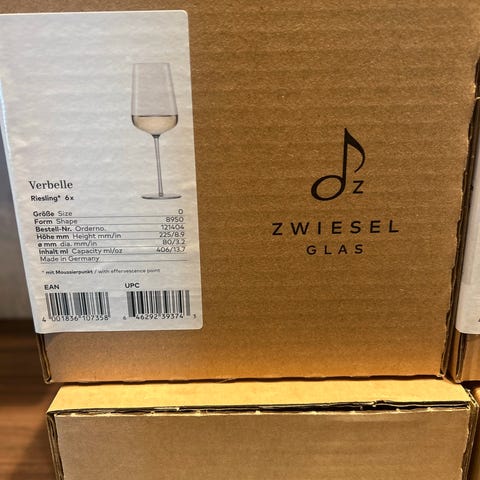 Verbelle
Riesling* 6x
Größe Size 0
Form Shape 8950
Bestell-Nr. Orderno. 121404
Höhe mm Height mm/in 225/8.9
ø mm dia. mm/in 80/3.2
Inhalt ml Capacity ml/oz 406/13.7
Made in Germany
* mit Moussierpunkt / with effervescence point
EAN UPC
4 001836 107358 6 46292 39374 3
Z
ZWIESEL
GLAS